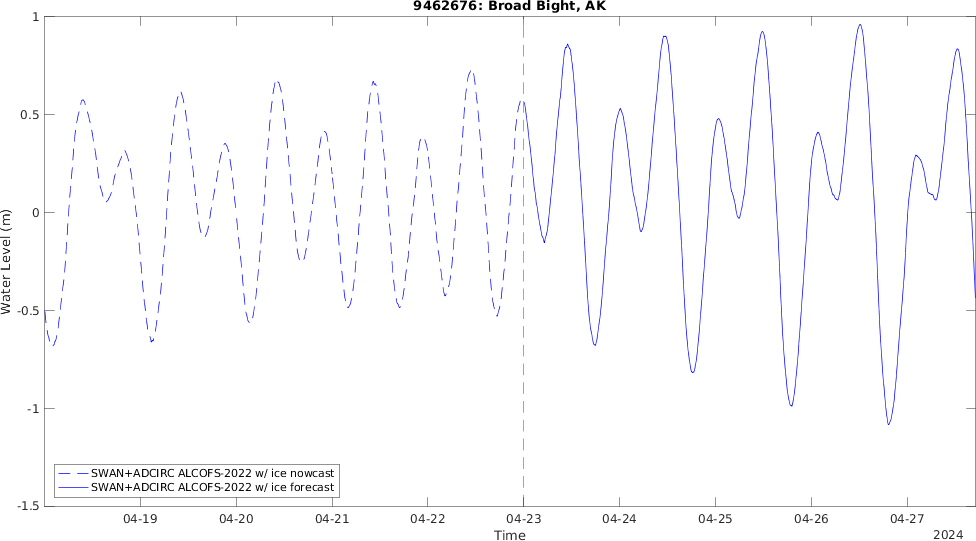 9462676: Broad Bight, AK
Water Level (m)
1
0.5
0
-0.5
-1
-1.5
SWAN+ADCIRC ALCOFS-2022 w/ ice nowcast
SWAN+ADCIRC ALCOFS-2022 w/ ice forecast
04-19 04-20 04-21 04-22 04-23 04-24 04-25 04-26 04-27
Time
2024